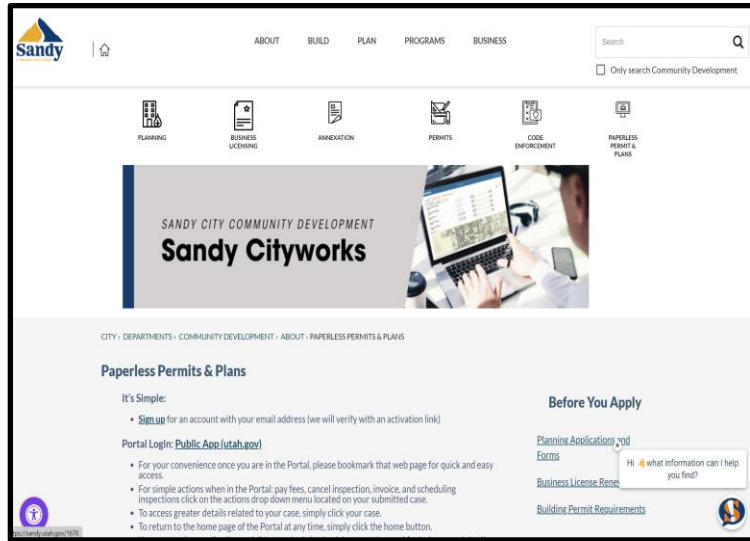 Sandy
ABOUT BUILD PLAN PROGRAMS BUSINESS
Search
Only search Community Development
PLANNING
BUSINESS
LICENSING
ANNEXATION
PERMITS
CODE
ENFORCEMENT
PAPERLESS
PERMIT &
PLANS
SANDY CITY COMMUNITY DEVELOPMENT
Sandy Cityworks
CITY › DEPARTMENTS › COMMUNITY DEVELOPMENT › ABOUT › PAPERLESS PERMITS & PLANS
Paperless Permits & Plans
It's Simple:
• Sign up for an account with your email address (we will verify with an activation link)
Portal Login: Public App (utah.gov)
• For your convenience once you are in the Portal, please bookmark that web page for quick and easy
access.
• For simple actions when in the Portal: pay fees, cancel inspection, invoice, and scheduling
inspections click on the actions drop down menu located on your submitted case.
• To access greater details related to your case, simply click your case.
• To return to the home page of the Portal at any time, simply click the home button.
Before You Apply
Planning Applications and
Forms
Business License
Building Permit Requirements
Hi 👋 what information can I help
you find?